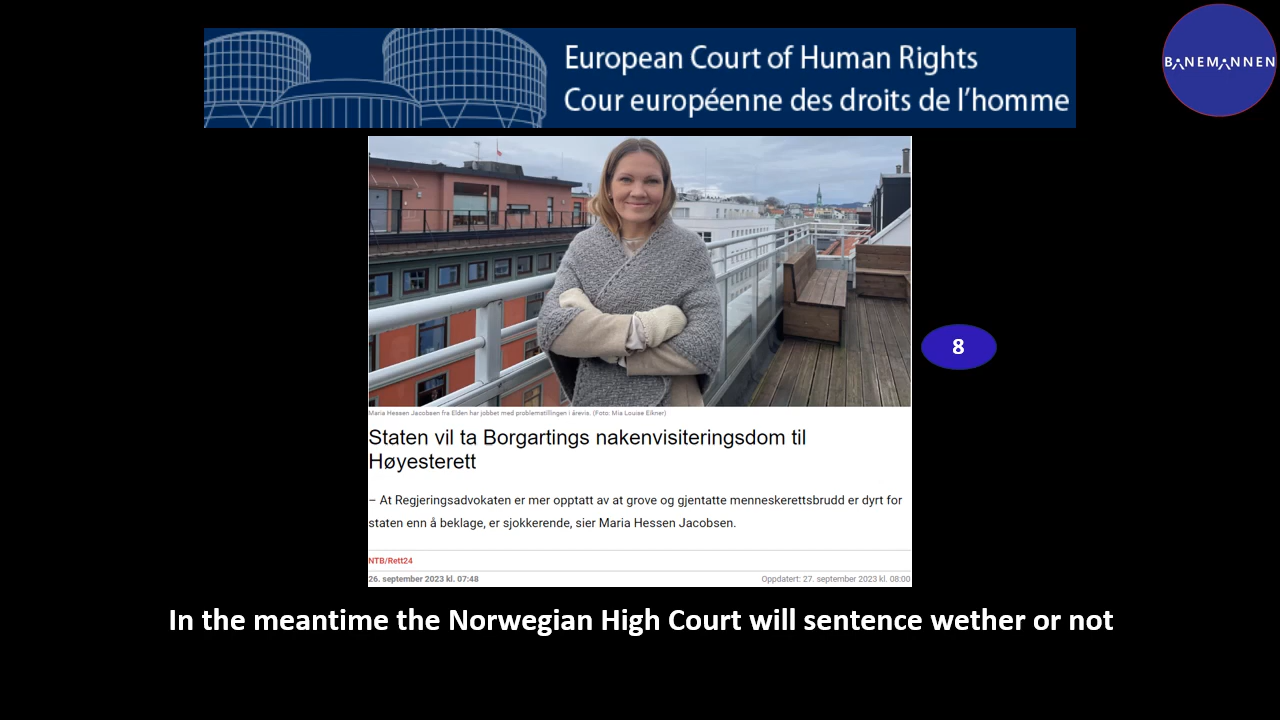 European Court of Human Rights
Cour européenne des droits de l'homme
BANEMANNEN
Maria Hessen Jacobsen fra Elden har jobbet med problemstillingen i årevis. (Foto: Mia Louise Eikner)
8
Staten vil ta Borgartings nakenvisiteringsdom til
Høyesterett
– At Regjeringsadvokaten er mer opptatt av at grove og gjentatte menneskerettsbrudd er dyrt for
staten enn å beklage, er sjokkerende, sier Maria Hessen Jacobsen.
NTB/Rett24
26. september 2023 kl. 07:48 Oppdatert: 27. september 2023 kl. 08:00
In the meantime the Norwegian High Court will sentence wether or not